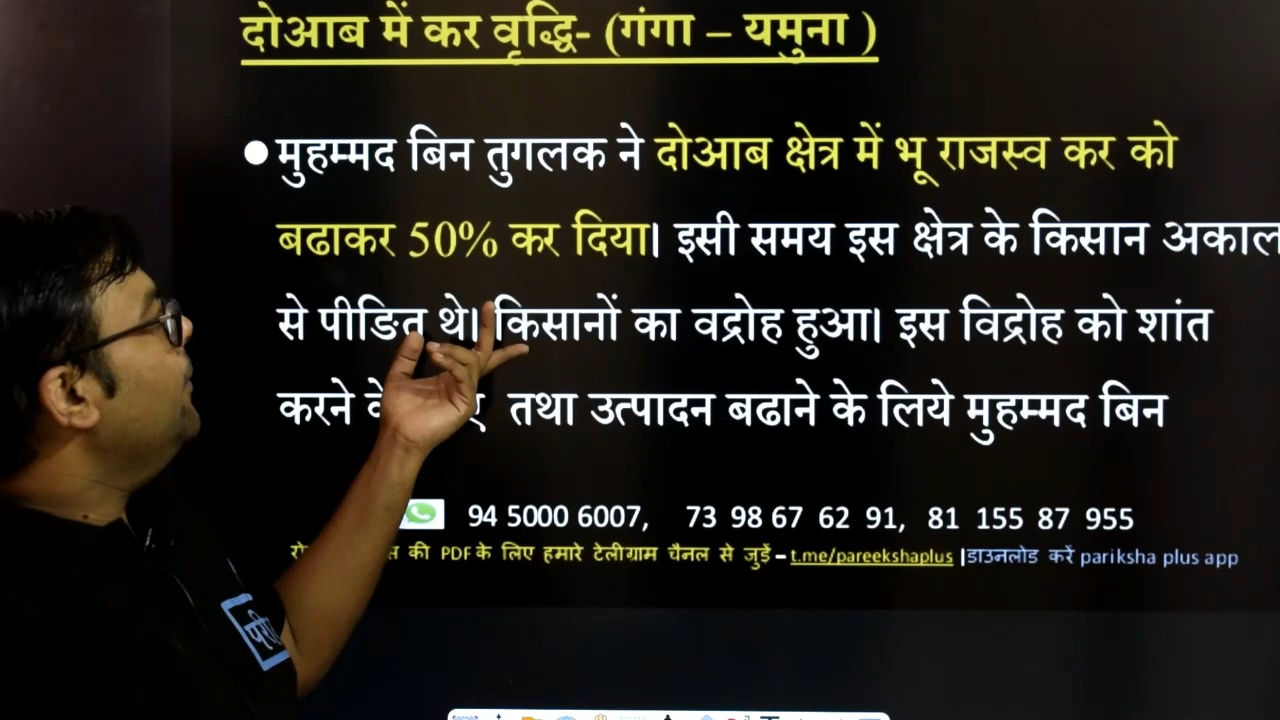 दोआब में कर वृद्धि- (गंगा – यमुना )
●मुहम्मद बिन तुगलक ने दोआब क्षेत्र में भू राजस्व कर को
बढाकर 50% कर दिया। इसी समय इस क्षेत्र के किसान अकाल
से पीडित थे। किसानों का वद्रोह हुआ। इस विद्रोह को शांत
करने तथा उत्पादन बढाने के लिये मुहम्मद बिन
94 5000 6007, 73 98 67 62 91, 81 155 87 955
की PDF के लिए हमारे टेलीग्राम चैनल से जुड़ें – t.me/pareekshaplus |डाउनलोड करें pariksha plus app